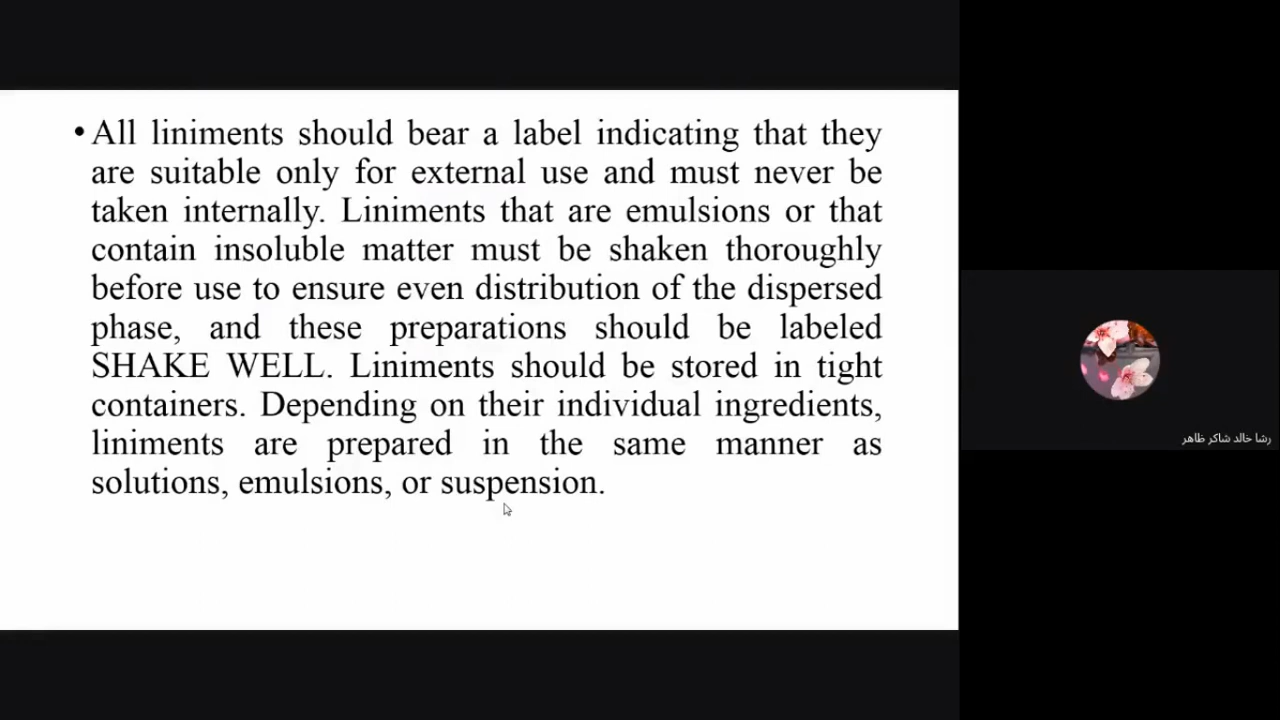 • All liniments should bear a label indicating that they
are suitable only for external use and must never be
taken internally. Liniments that are emulsions or that
contain insoluble matter must be shaken thoroughly
before use to ensure even distribution of the dispersed
phase, and these preparations should be labeled
SHAKE WELL. Liniments should be stored in tight
containers. Depending on their individual ingredients,
liniments are prepared in the same manner as
solutions, emulsions, or suspension.
رشا خالد شاكر ظاهر